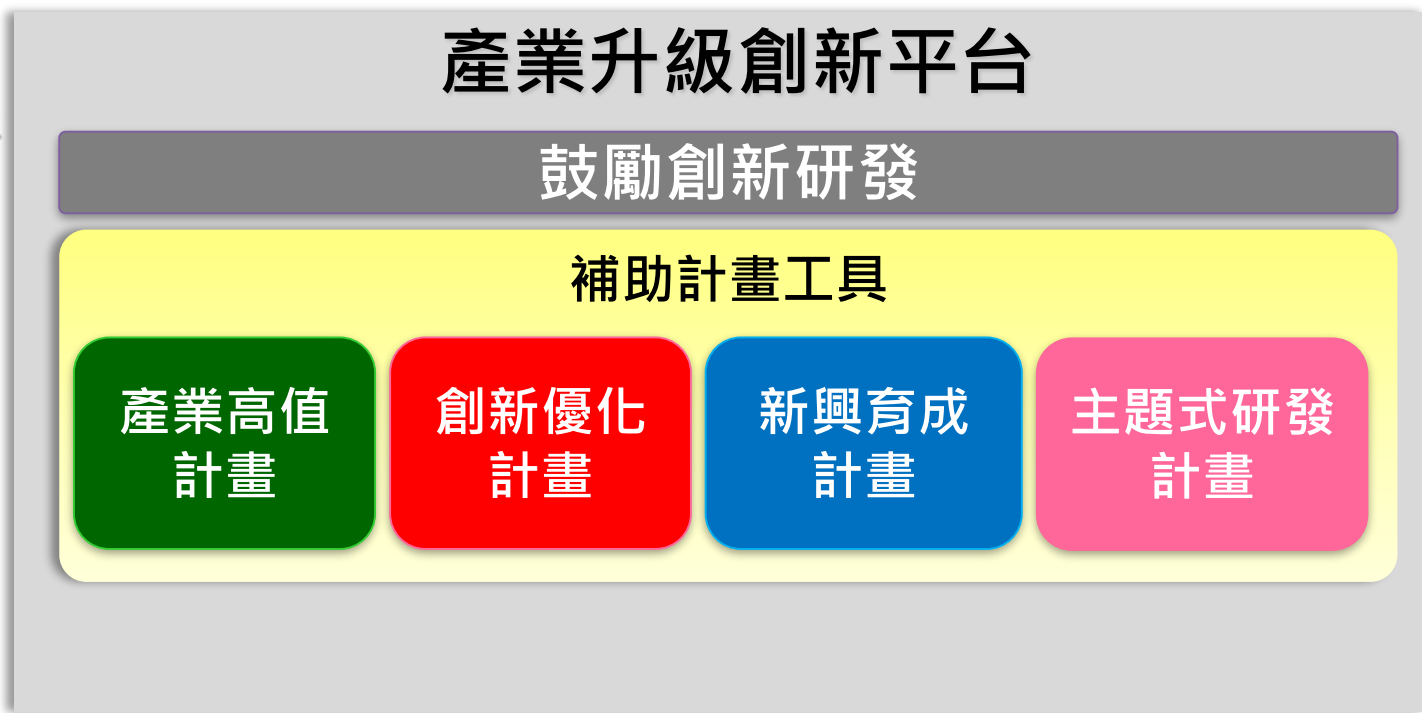 產業升級創新平台
鼓勵創新研發
補助計畫工具
產業高值
計畫
創新優化
計畫
新興育成
計畫
主題式研發
計畫